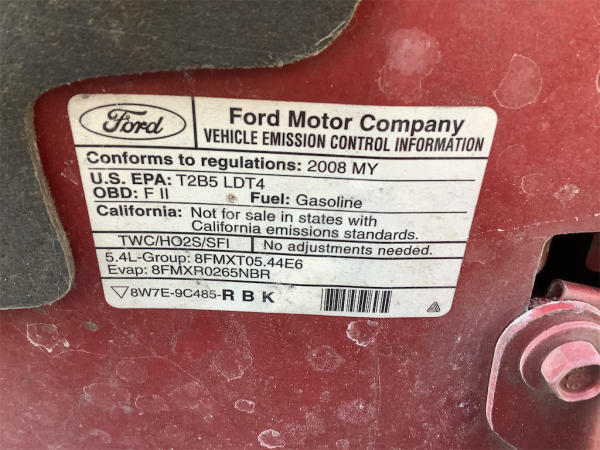 Ford
Ford Motor Company
VEHICLE EMISSION CONTROL INFORMATION
Conforms to regulations: 2008 MY
U.S. EPA: T2B5 LDT4
OBD: F II Fuel: Gasoline
California: Not for sale in states with
California emissions standards.
TWC/HO2S/SFI No adjustments needed.
5.4L-Group: 8FMXT05.44E6
Evap: 8FMXR0265NBR
8W7E-9C485-R B K